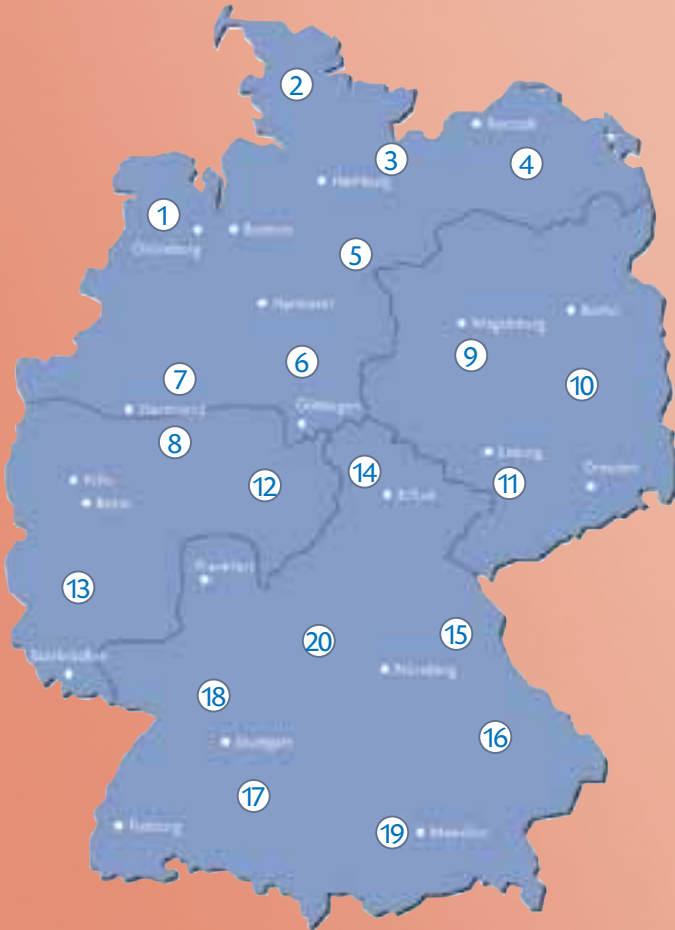 2
Rostock
3
4
Hamburg
1
Bremen
Oldenburg
5
Hannover
Berlin
Magdeburg
9
6
7
10
Dortmund
Göttingen
8
Leipzig
Dresden
14
11
12
Köln
Bonn
Erfurt
Frankfurt
13
15
20
Saarbrücken
Nürnberg
18
16
Stuttgart
17
Freiburg
19
München